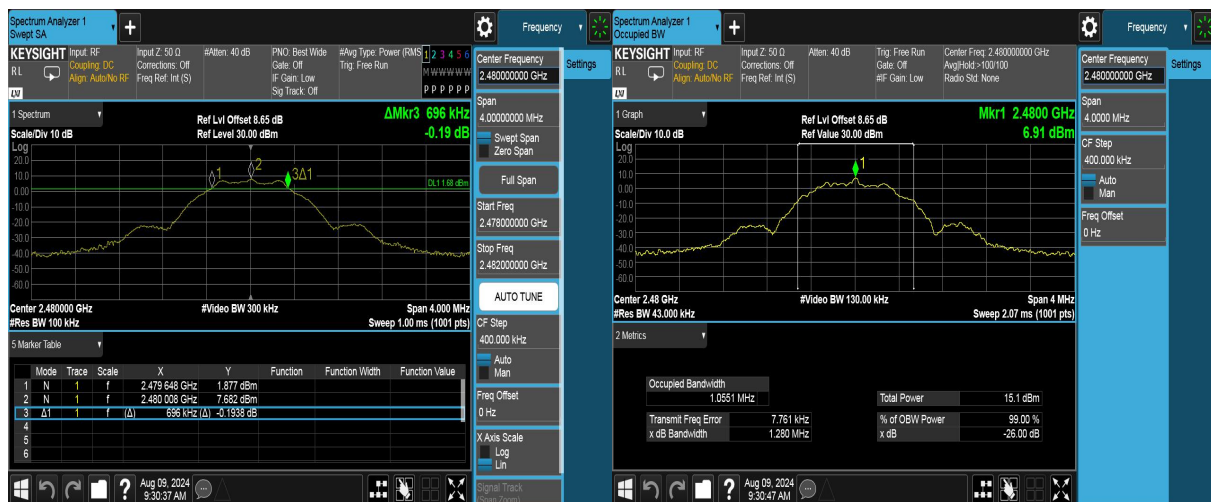 Spectrum Analyzer 1
Swept SA
Frequency
KEYSIGHT
RL
Input: RF
Coupling: DC
Align: Auto/No RF
Input Z: 50 Ω
Corrections: Off
Freq Ref: Int (S)
#Atten: 40 dB
PNO: Best Wide
Gate: Off
IF Gain: Low
Sig Track: Off
#Avg Type: Power (RMS
Trig: Free Run
1 2 3 4 5 6
M W W W W W
P P P P P P
LXI
1 Spectrum
Ref Lvl Offset 8.65 dB
ΔMkr3 696 kHz
Scale/Div 10 dB
Ref Level 30.00 dBm
-0.19 dB
Log
20.0
10.0
0.00
-10.0
-20.0
-30.0
-40.0
-50.0
-60.0
1
2
3Δ1
DL1 1.68 dBm
Center 2.480000 GHz
#Video BW 300 kHz
Span 4.000 MHz
#Res BW 100 kHz
Sweep 1.00 ms (1001 pts)
5 Marker Table
Mode Trace Scale X Y Function Function Width Function Value
1 N 1 f 2.479 648 GHz 1.877 dBm
2 N 1 f 2.480 008 GHz 7.682 dBm
3 Δ1 1 f (Δ) 696 kHz (Δ) -0.1938 dB
4
5
6
Center Frequency
2.480000000 GHz
Settings
Span
4.00000000 MHz
Swept Span
Zero Span
Full Span
Start Freq
2.478000000 GHz
Stop Freq
2.482000000 GHz
AUTO TUNE
CF Step
400.000 kHz
Auto
Man
Freq Offset
0 Hz
X Axis Scale
Log
Lin
Signal Track
(Span Zoom)
?
Aug 09, 2024
9:30:37 AM
Spectrum Analyzer 1
Occupied BW
Frequency
KEYSIGHT
RL
Input: RF
Coupling: DC
Align: Auto/No RF
Input Z: 50 Ω
Corrections: Off
Freq Ref: Int (S)
Atten: 40 dB
Trig: Free Run
Gate: Off
#IF Gain: Low
Center Freq: 2.480000000 GHz
Avg|Hold:>100/100
Radio Std: None
LXI
1 Graph
Ref Lvl Offset 8.65 dB
Mkr1 2.4800 GHz
Scale/Div 10.0 dB
Ref Value 30.00 dBm
6.91 dBm
Log
20.0
10.0
0.00
-10.0
-20.0
-30.0
-40.0
-50.0
-60.0
1
Center 2.48 GHz
#Video BW 130.00 kHz
Span 4 MHz
#Res BW 43.000 kHz
Sweep 2.07 ms (1001 pts)
2 Metrics
Occupied Bandwidth
1.0551 MHz
Total Power 15.1 dBm
Transmit Freq Error 7.761 kHz
% of OBW Power 99.00 %
x dB Bandwidth 1.280 MHz
x dB -26.00 dB
Center Frequency
2.480000000 GHz
Settings
Span
4.0000 MHz
CF Step
400.000 kHz
Auto
Man
Freq Offset
0 Hz
?
Aug 09, 2024
9:30:47 AM